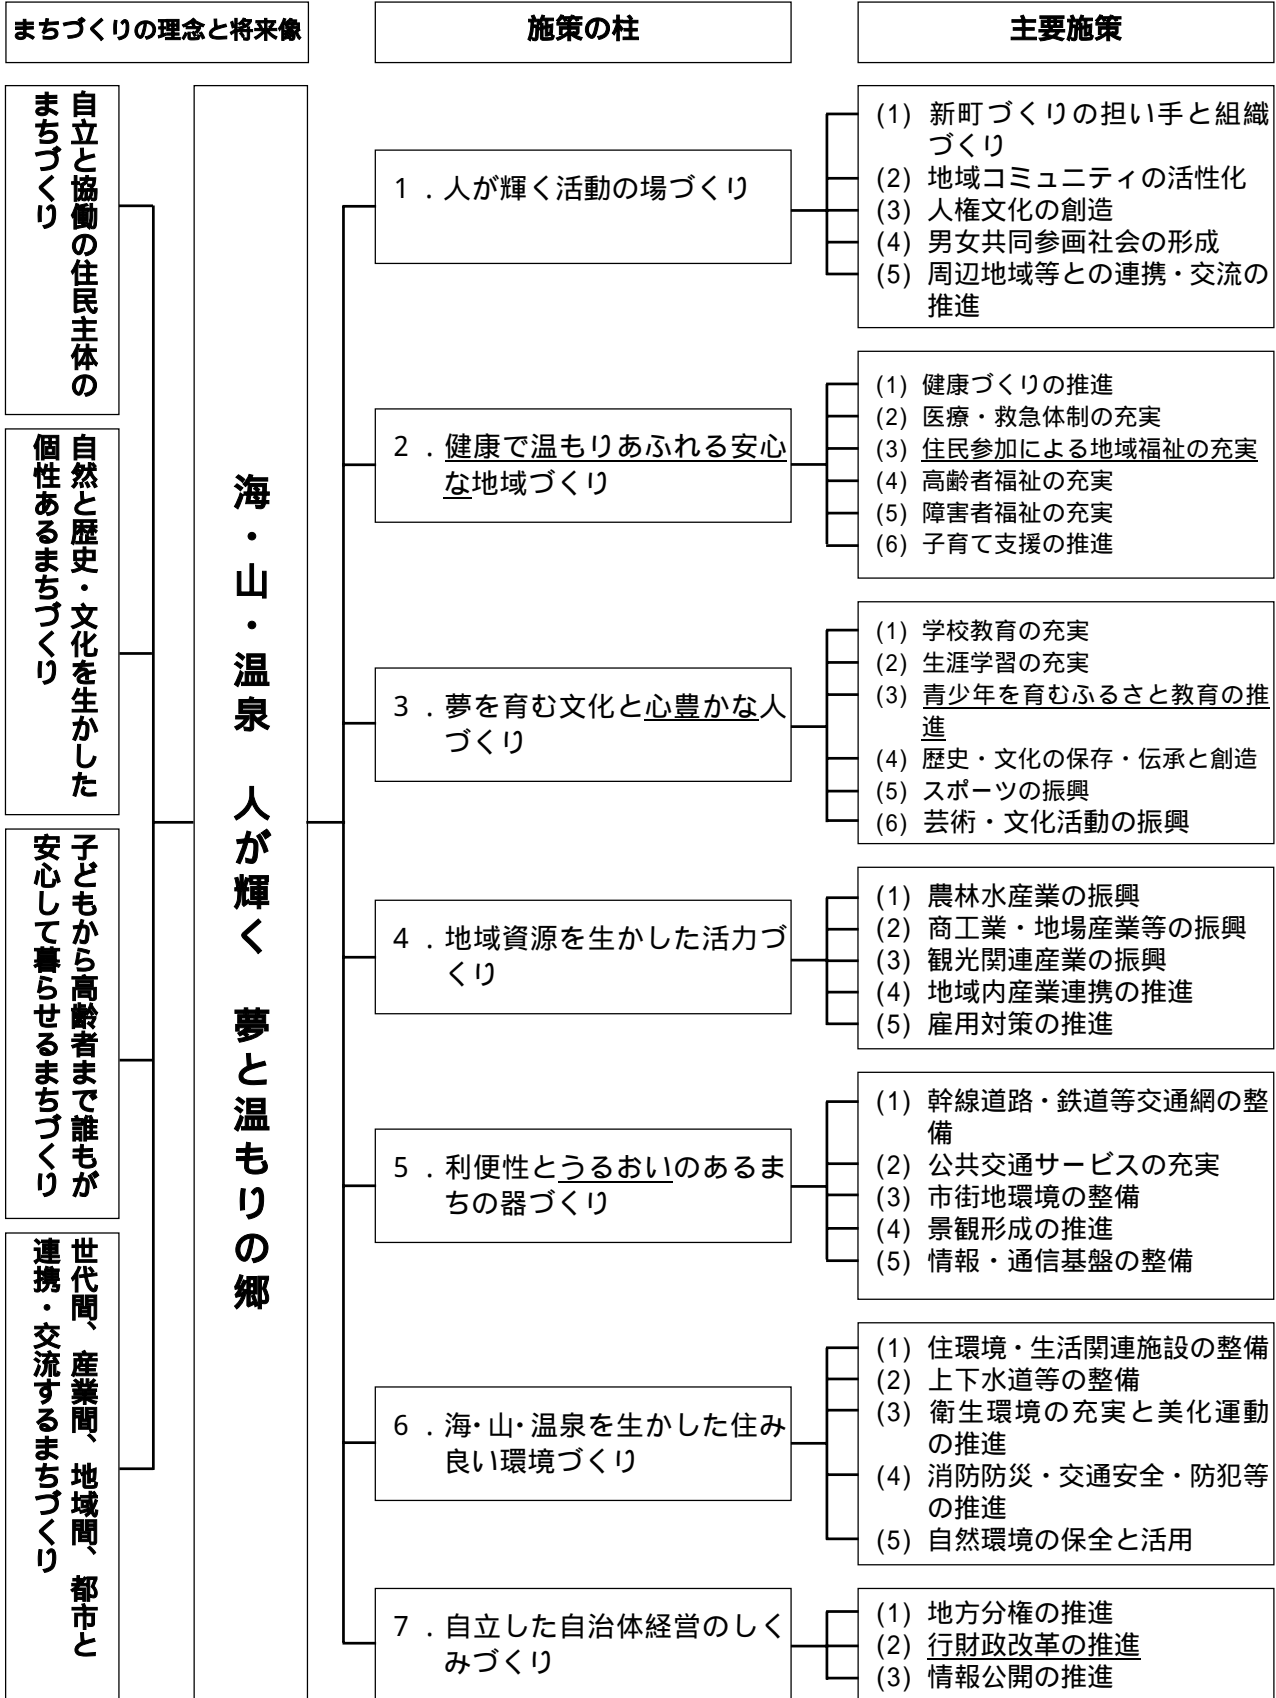 まちづくりの理念と将来像
施策の柱
主要施策
自立と協働の住民主体の
まちづくり
自然と歴史・文化を生かした
個性あるまちづくり
子どもから高齢者まで誰もが
安心して暮らせるまちづくり
世代間、産業間、地域間、都市と
連携・交流するまちづくり
海・山・温泉　人が輝く　夢と温もりの郷
１．人が輝く活動の場づくり
(1) 新町づくりの担い手と組織
づくり
(2) 地域コミュニティの活性化
(3) 人権文化の創造
(4) 男女共同参画社会の形成
(5) 周辺地域等との連携・交流の
推進
２．健康で温もりあふれる安心
な地域づくり
(1) 健康づくりの推進
(2) 医療・救急体制の充実
(3) 住民参加による地域福祉の充実
(4) 高齢者福祉の充実
(5) 障害者福祉の充実
(6) 子育て支援の推進
３．夢を育む文化と心豊かな人
づくり
(1) 学校教育の充実
(2) 生涯学習の充実
(3) 青少年を育むふるさと教育の推
進
(4) 歴史・文化の保存・伝承と創造
(5) スポーツの振興
(6) 芸術・文化活動の振興
４．地域資源を生かした活力づ
くり
(1) 農林水産業の振興
(2) 商工業・地場産業等の振興
(3) 観光関連産業の振興
(4) 地域内産業連携の推進
(5) 雇用対策の推進
５．利便性とうるおいのあるま
ちの器づくり
(1) 幹線道路・鉄道等交通網の整
備
(2) 公共交通サービスの充実
(3) 市街地環境の整備
(4) 景観形成の推進
(5) 情報・通信基盤の整備
６．海・山・温泉を生かした住み
良い環境づくり
(1) 住環境・生活関連施設の整備
(2) 上下水道等の整備
(3) 衛生環境の充実と美化運動
の推進
(4) 消防防災・交通安全・防犯等
の推進
(5) 自然環境の保全と活用
７．自立した自治体経営のしく
みづくり
(1) 地方分権の推進
(2) 行財政改革の推進
(3) 情報公開の推進